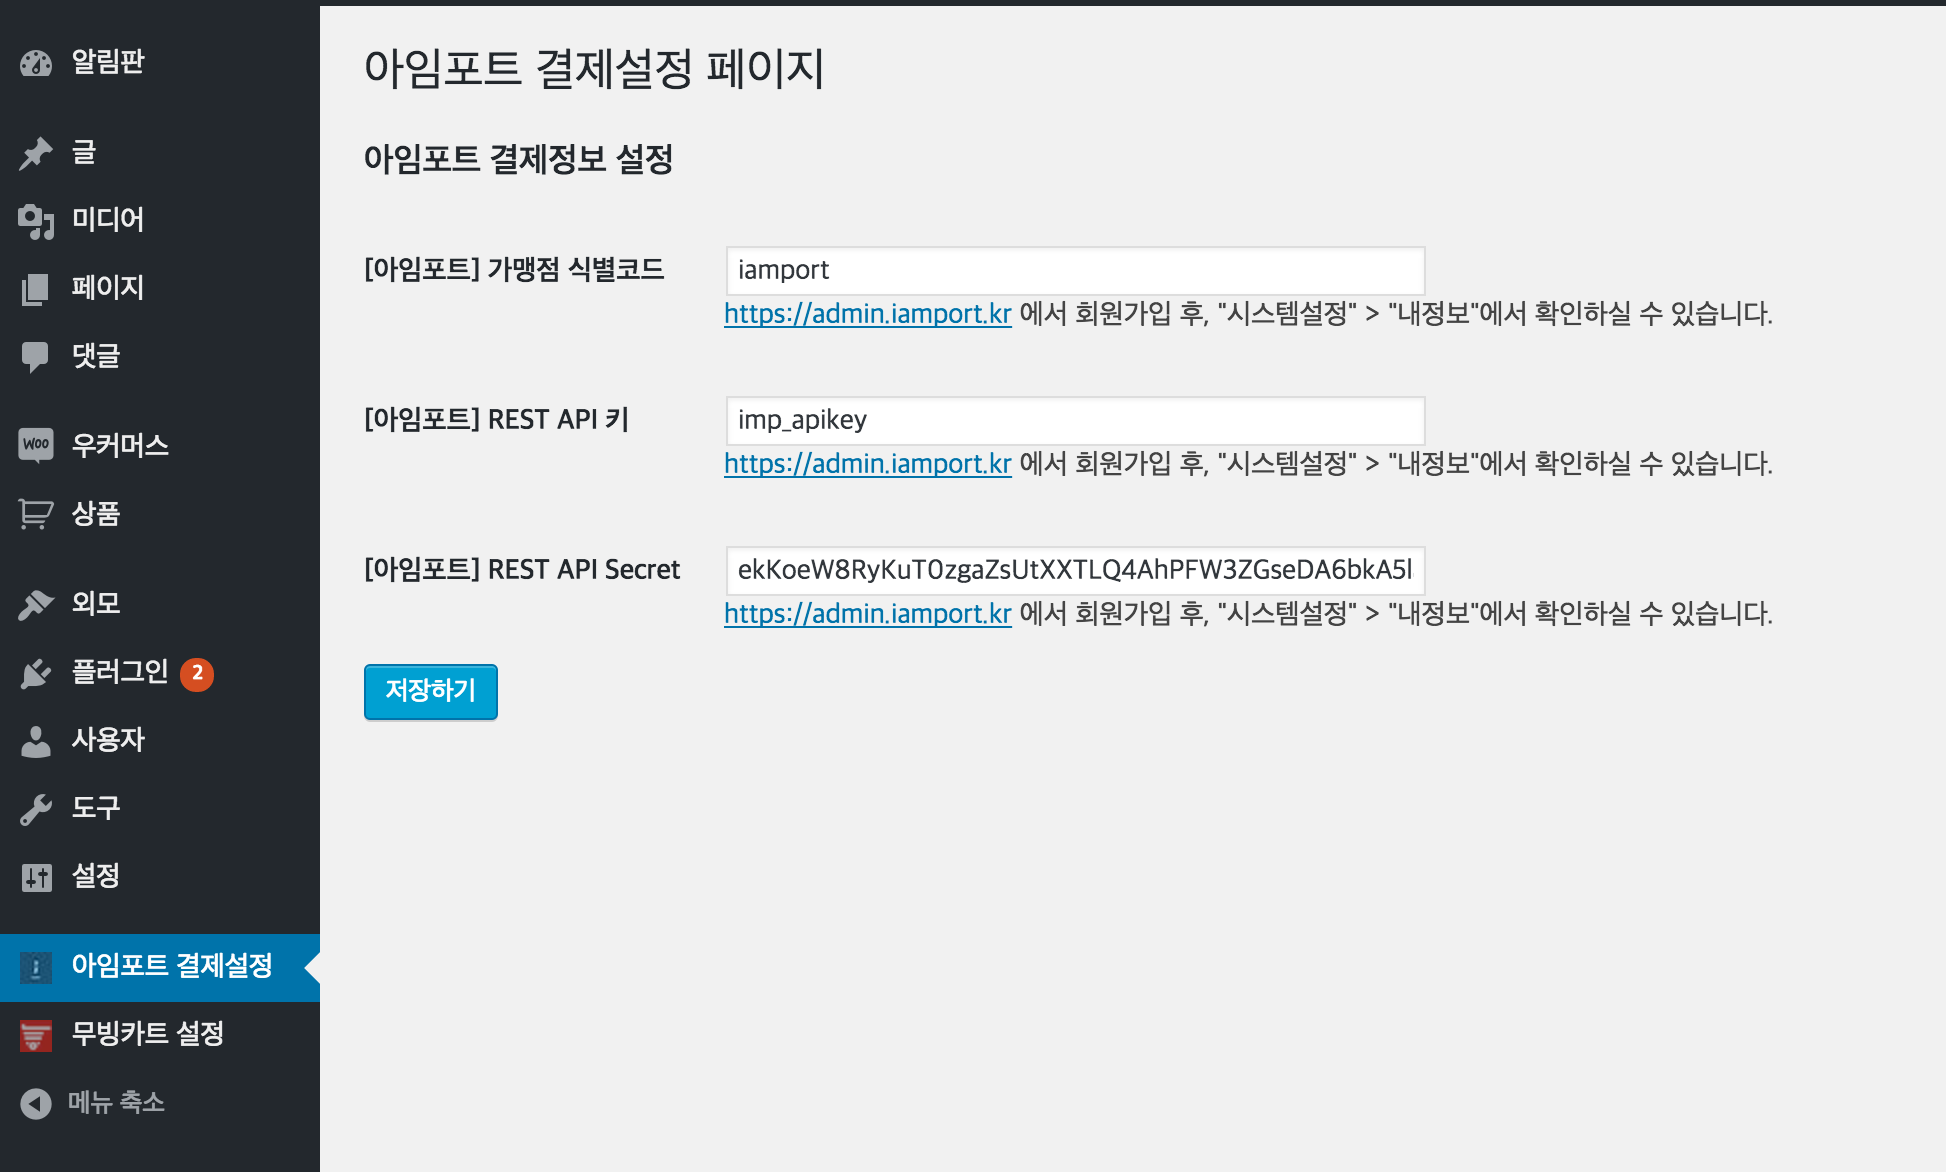 알림판
글
미디어
페이지
댓글
woo 우커머스
상품
외모
플러그인 2
사용자
도구
설정
아임포트 결제설정
무빙카트 설정
메뉴 축소
아임포트 결제설정 페이지
아임포트 결제정보 설정
[아임포트] 가맹점 식별코드 iamport
https://admin.iamport.kr 에서 회원가입 후, "시스템설정" > "내정보"에서 확인하실 수 있습니다.
[아임포트] REST API 키 imp_apikey
https://admin.iamport.kr 에서 회원가입 후, "시스템설정" > "내정보"에서 확인하실 수 있습니다.
[아임포트] REST API Secret ekKoeW8RyKuT0zgaZsUtXXTLQ4AhPFW3ZGseDA6bkA5l
https://admin.iamport.kr 에서 회원가입 후, "시스템설정" > "내정보"에서 확인하실 수 있습니다.
저장하기